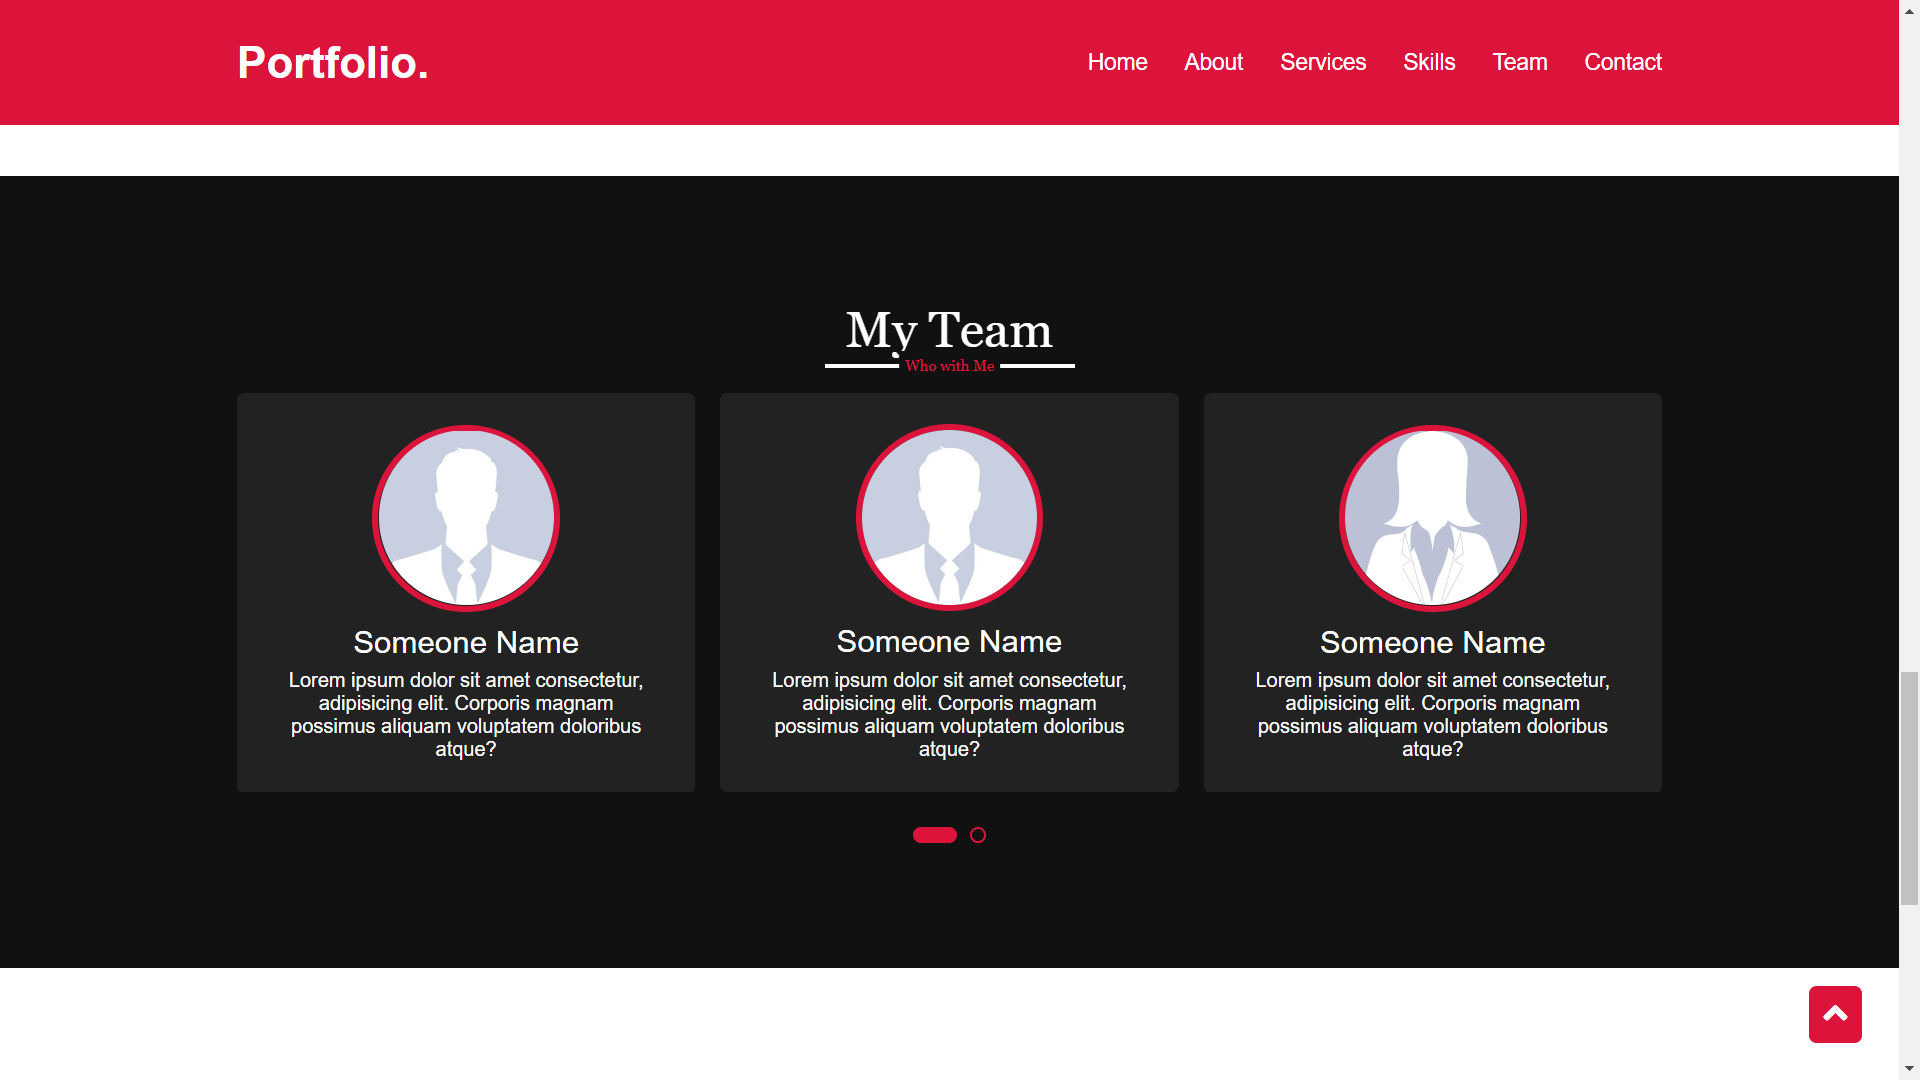 Portfolio.
Home About Services Skills Team Contact
My Team
Who with Me
Someone Name
Lorem ipsum dolor sit amet consectetur,
adipisicing elit. Corporis magnam
possimus aliquam voluptatem doloribus
atque?
Someone Name
Lorem ipsum dolor sit amet consectetur,
adipisicing elit. Corporis magnam
possimus aliquam voluptatem doloribus
atque?
Someone Name
Lorem ipsum dolor sit amet consectetur,
adipisicing elit. Corporis magnam
possimus aliquam voluptatem doloribus
atque?